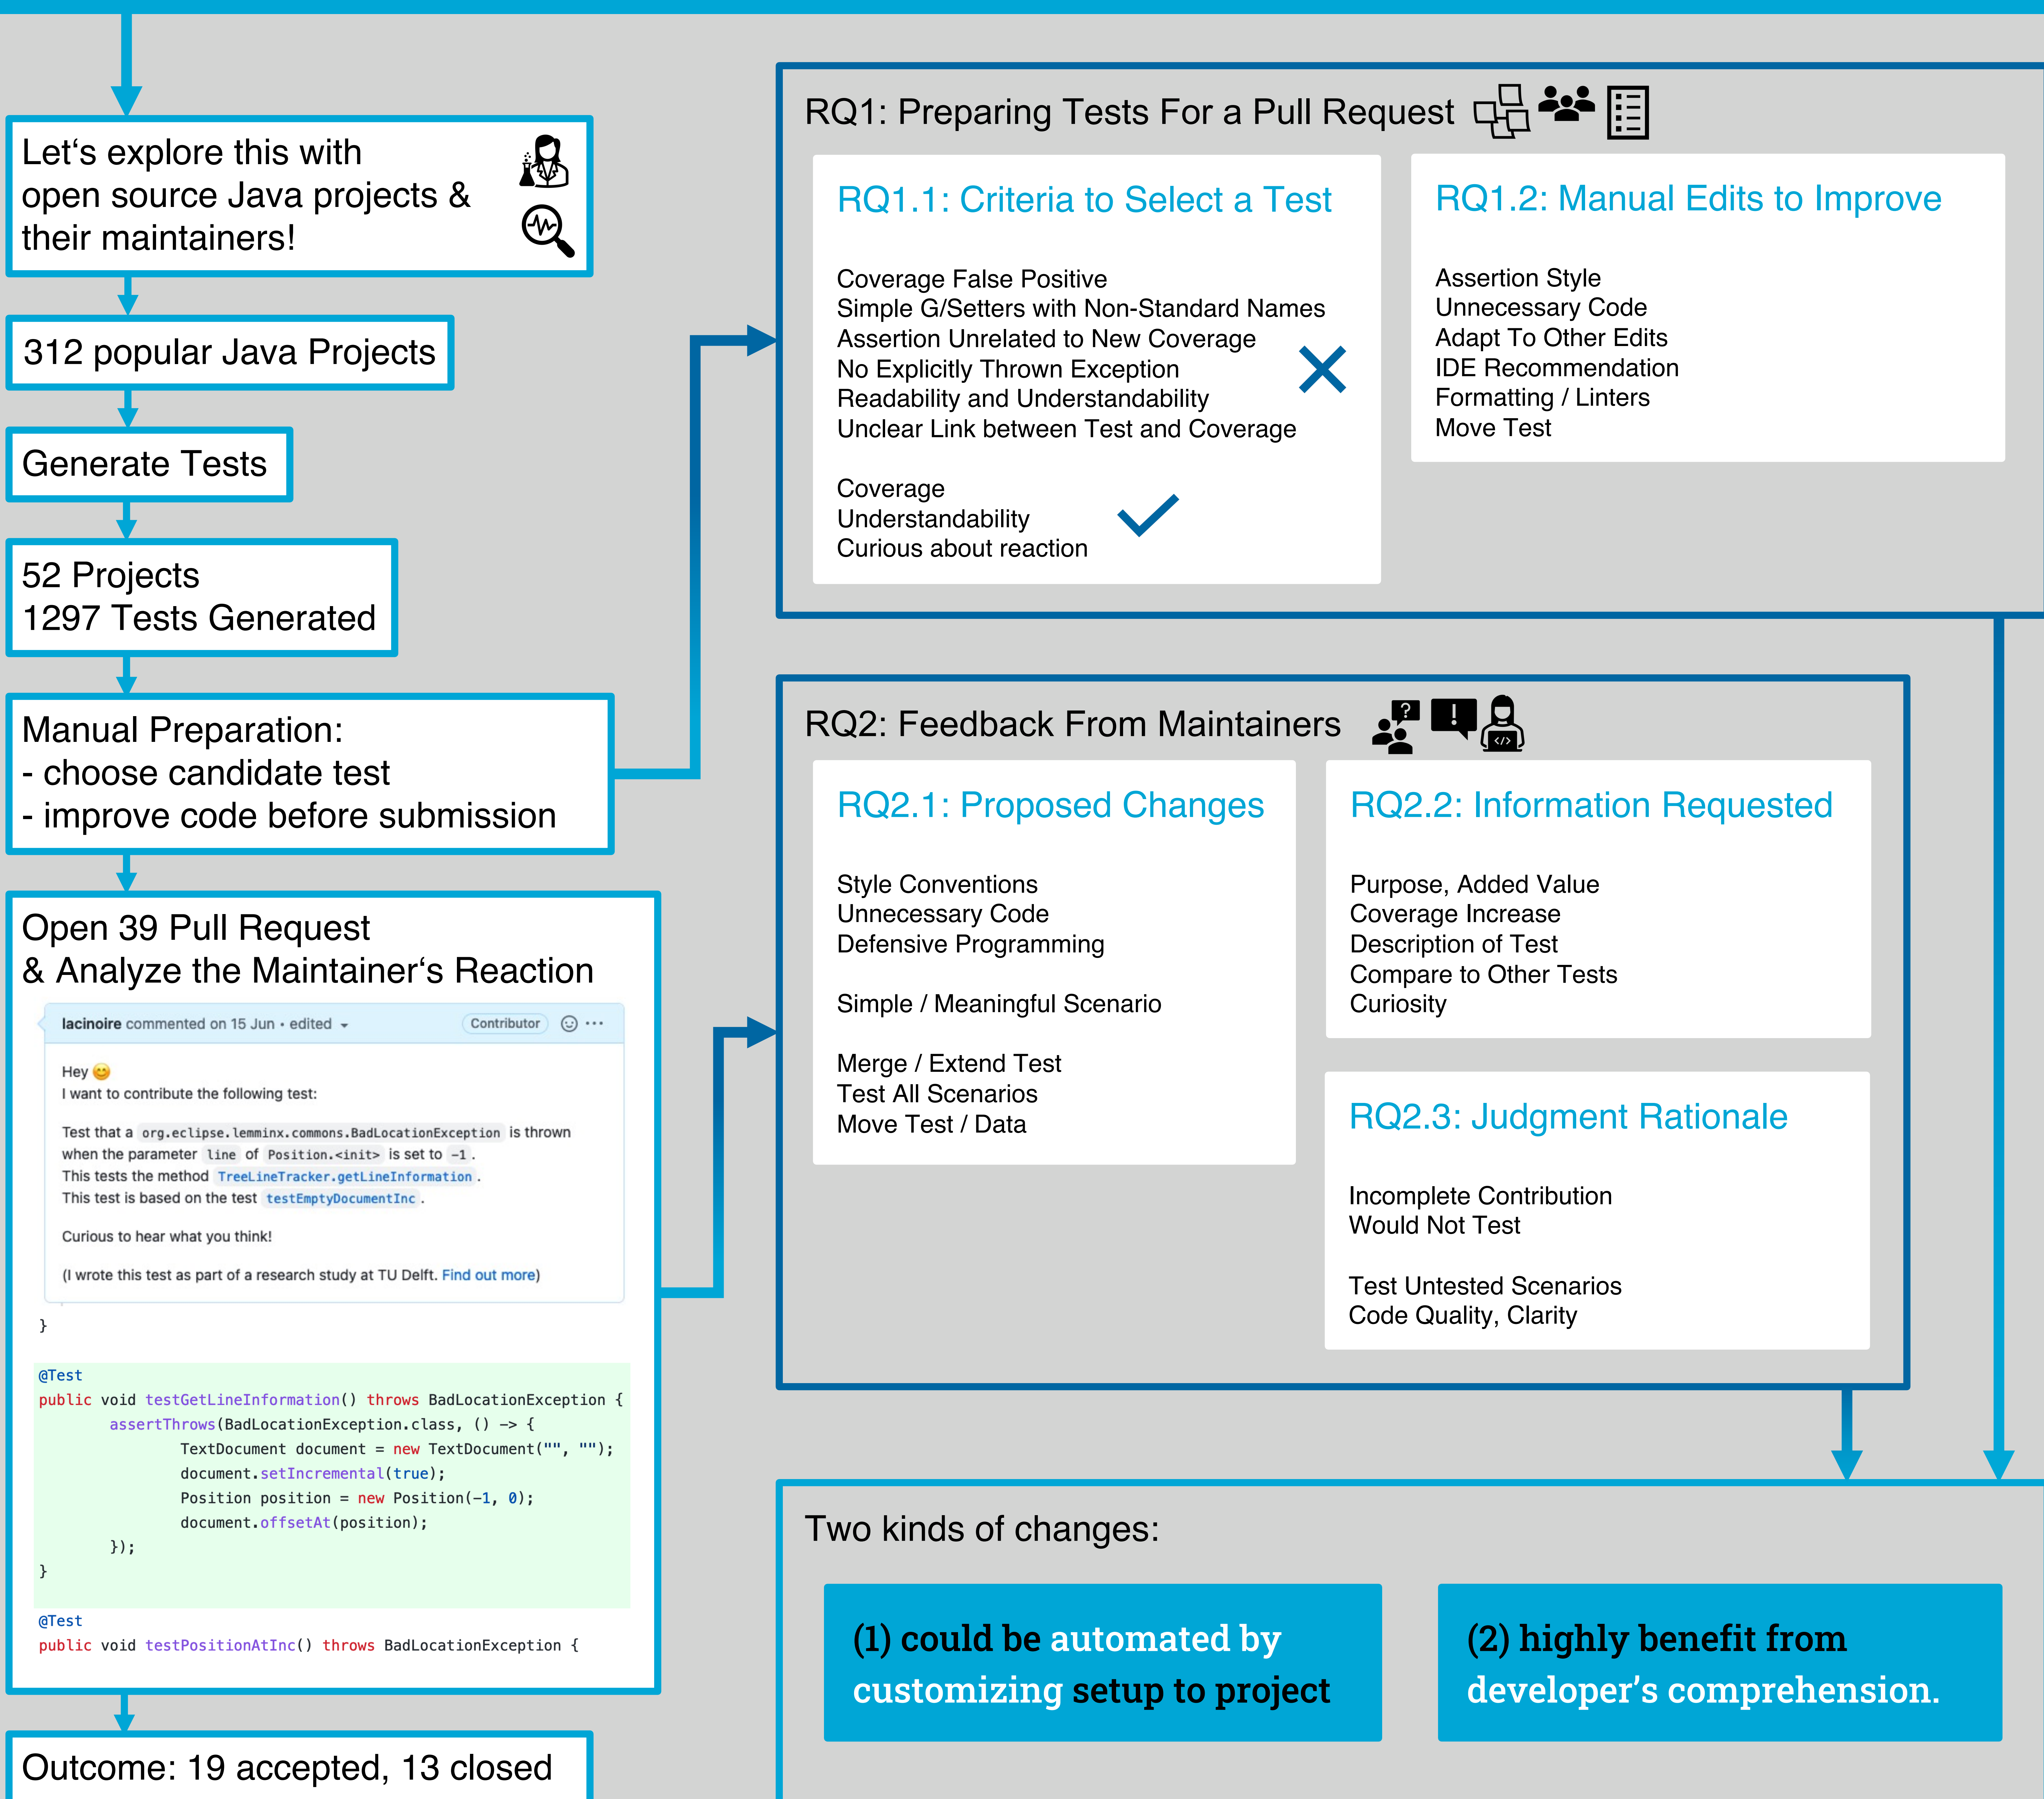 Let‘s explore this with
open source Java projects &
their maintainers!
312 popular Java Projects
Generate Tests
52 Projects
1297 Tests Generated
Manual Preparation:
- choose candidate test
- improve code before submission
Open 39 Pull Request
& Analyze the Maintainer‘s Reaction
lacinoire commented on 15 Jun • edited
Contributor
Hey 😊
I want to contribute the following test:
Test that a org.eclipse.lemminx.commons.BadLocationException is thrown
when the parameter line of Position.<init> is set to -1 .
This tests the method TreeLineTracker.getLineInformation .
This test is based on the test testEmptyDocumentInc .
Curious to hear what you think!
(I wrote this test as part of a research study at TU Delft. Find out more)
}
@Test
public void testGetLineInformation() throws BadLocationException {
assertThrows(BadLocationException.class, () -> {
TextDocument document = new TextDocument("", "");
document.setIncremental(true);
Position position = new Position(-1, 0);
document.offsetAt(position);
});
}
@Test
public void testPositionAtInc() throws BadLocationException {
Outcome: 19 accepted, 13 closed
RQ1: Preparing Tests For a Pull Request
RQ1.1: Criteria to Select a Test
Coverage False Positive
Simple G/Setters with Non-Standard Names
Assertion Unrelated to New Coverage
No Explicitly Thrown Exception
Readability and Understandability
Unclear Link between Test and Coverage
Coverage
Understandability
Curious about reaction
RQ1.2: Manual Edits to Improve
Assertion Style
Unnecessary Code
Adapt To Other Edits
IDE Recommendation
Formatting / Linters
Move Test
RQ2: Feedback From Maintainers
RQ2.1: Proposed Changes
Style Conventions
Unnecessary Code
Defensive Programming
Simple / Meaningful Scenario
Merge / Extend Test
Test All Scenarios
Move Test / Data
RQ2.2: Information Requested
Purpose, Added Value
Coverage Increase
Description of Test
Compare to Other Tests
Curiosity
RQ2.3: Judgment Rationale
Incomplete Contribution
Would Not Test
Test Untested Scenarios
Code Quality, Clarity
Two kinds of changes:
(1) could be automated by
customizing setup to project
(2) highly benefit from
developer’s comprehension.